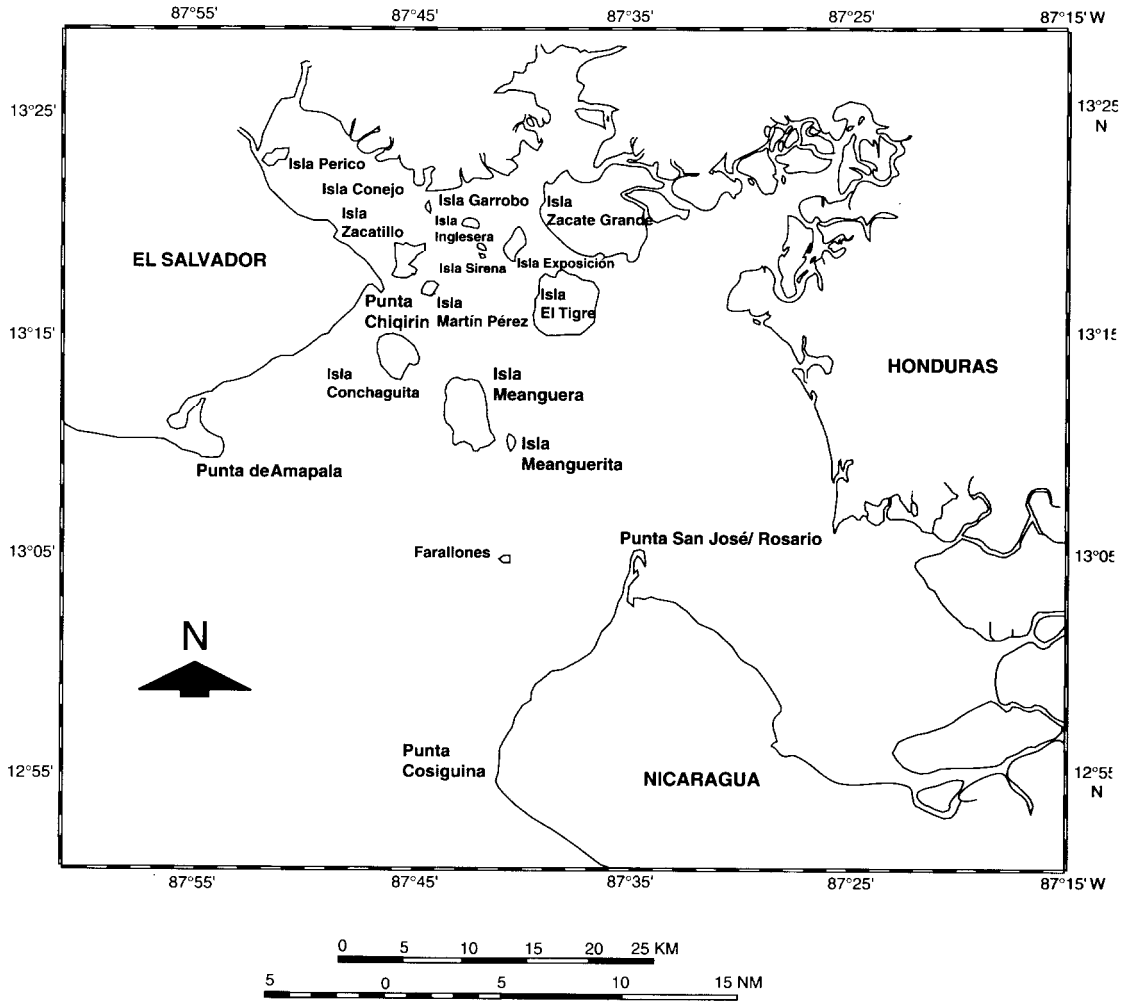 87°55'
87°45'
87°35'
87°25'
87°15' W
13°25'
13°25
N
Isla Perico
Isla Conejo
Isla Garrobo
Isla
Zacate Grande
Isla
Zacatillo
Isla
Inglesera
EL SALVADOR
Isla Sirena
Isla Exposición
Punta
Chiqirin
Isla
Martín Pérez
Isla
El Tigre
13°15'
13°15
HONDURAS
Isla
Conchaguita
Isla
Meanguera
Isla
Meanguerita
Punta de Amapala
Punta San José/ Rosario
13°05'
Farallones
13°05
N
Punta
Cosiguina
NICARAGUA
12°55'
12°55
N
87°55'
87°45'
87°35'
87°25'
87°15' W
0 5 10 15 20 25 KM
5 0 5 10 15 NM